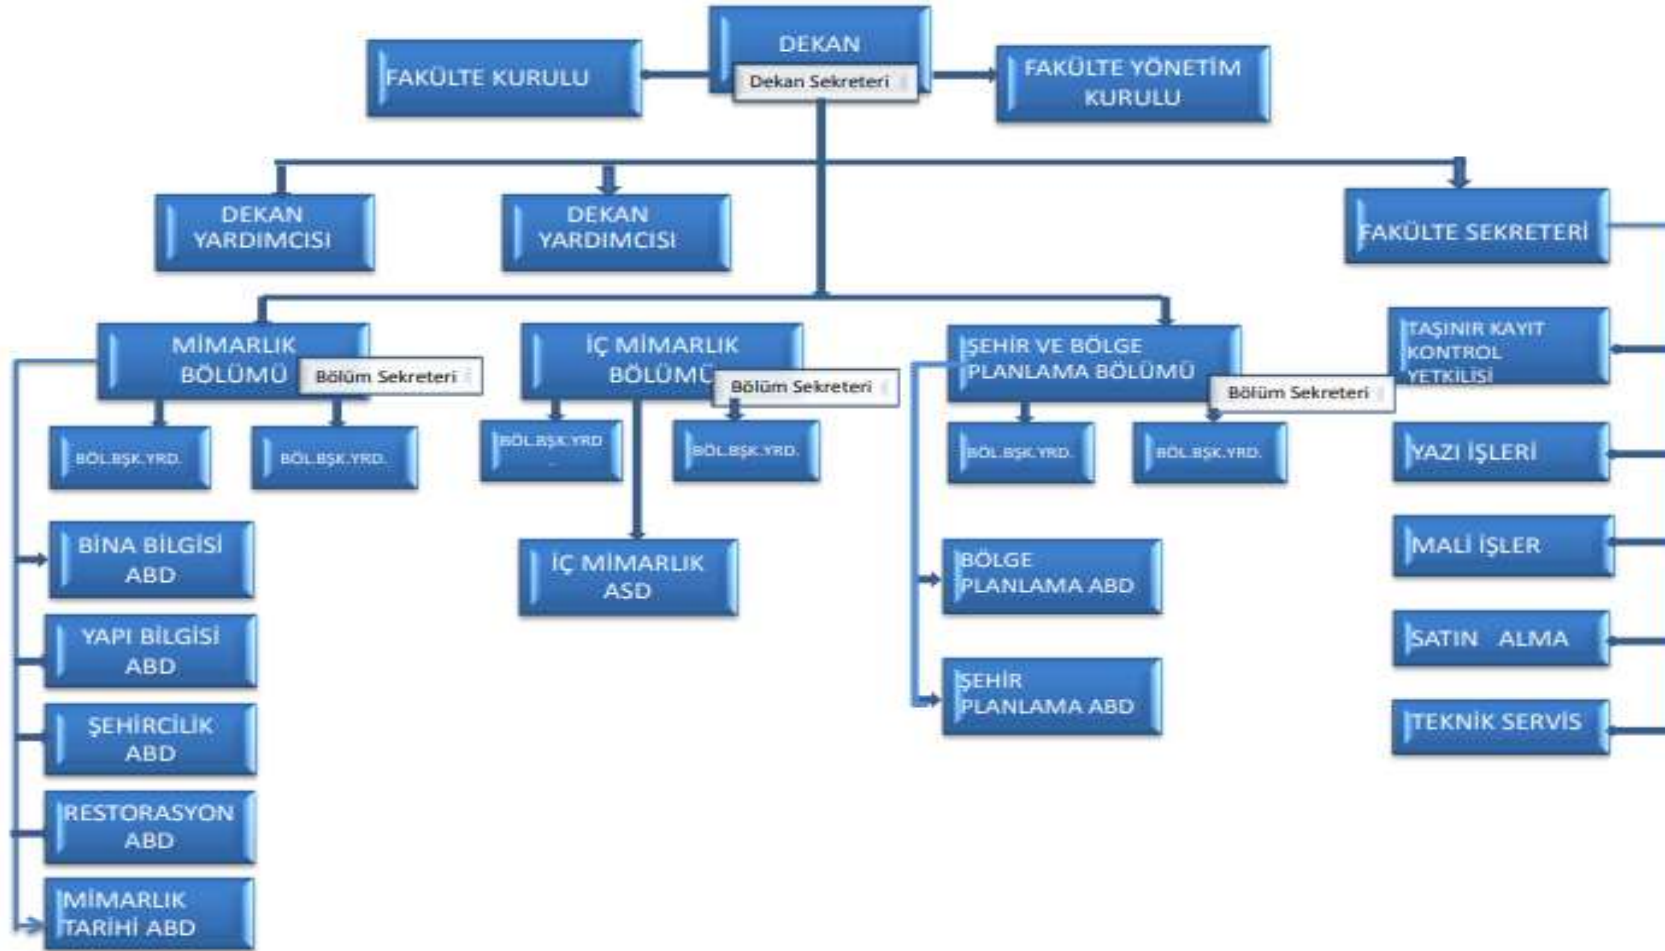 DEKAN
Dekan Sekreteri
FAKÜLTE KURULU
FAKÜLTE YÖNETİM
KURULU
DEKAN
YARDIMCISI
DEKAN
YARDIMCISI
FAKÜLTE SEKRETERİ
MİMARLIK
BÖLÜMÜ
Bölüm Sekreteri
İÇ MİMARLIK
BÖLÜMÜ
Bölüm Sekreteri
ŞEHİR VE BÖLGE
PLANLAMA BÖLÜMÜ
Bölüm Sekreteri
TAŞINIR KAYIT
KONTROL
YETKİLİSİ
BÖL.BŞK.YRD.
BÖL.BŞK.YRD.
BÖL.BŞK.YRD
.
BÖL.BŞK.YRD.
BÖL.BŞK.YRD.
BÖL.BŞK.YRD.
YAZI İŞLERİ
BİNA BİLGİSİ
ABD
İÇ MİMARLIK
ASD
BÖLGE
PLANLAMA ABD
MALİ İŞLER
YAPI BİLGİSİ
ABD
ŞEHİR
PLANLAMA ABD
SATIN ALMA
ŞEHİRCİLİK
ABD
TEKNİK SERVİS
RESTORASYON
ABD
MİMARLIK
TARİHİ ABD